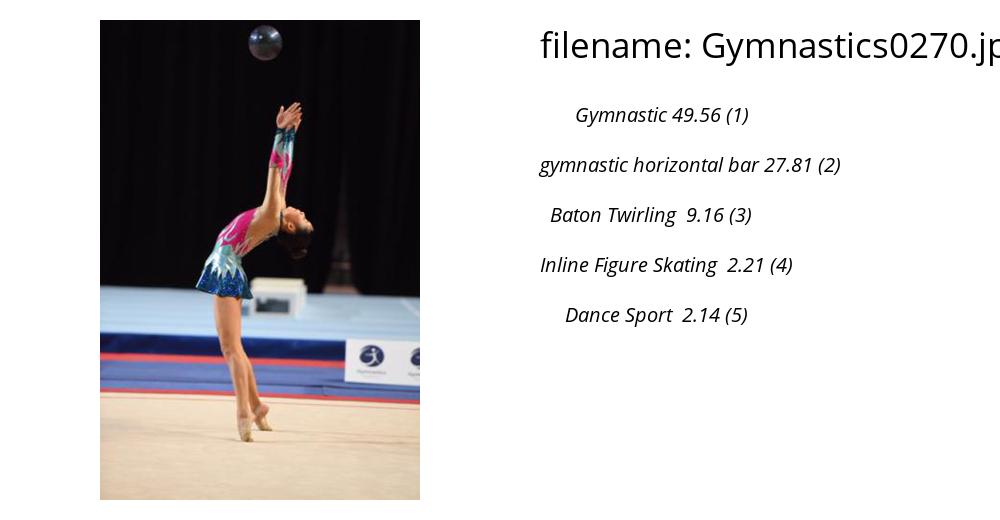 filename: Gymnastics0270.jp
Gymnastic 49.56 (1)
gymnastic horizontal bar 27.81 (2)
Baton Twirling 9.16 (3)
Inline Figure Skating 2.21 (4)
Dance Sport 2.14 (5)